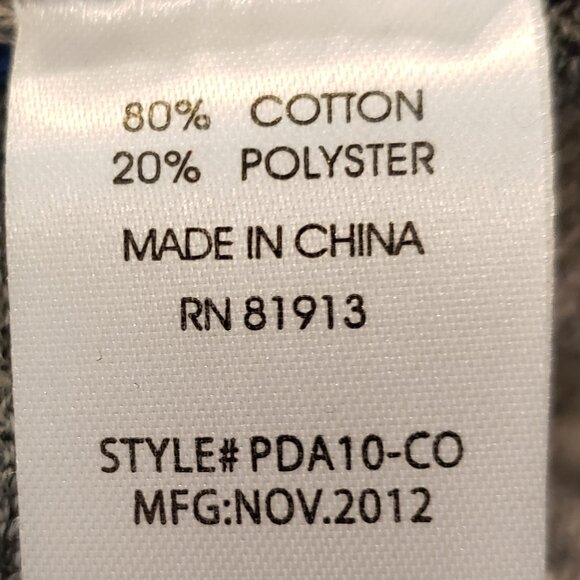 80% COTTON
20% POLYSTER
MADE IN CHINA
RN 81913
STYLE# PDA10-CO
MFG:NOV.2012